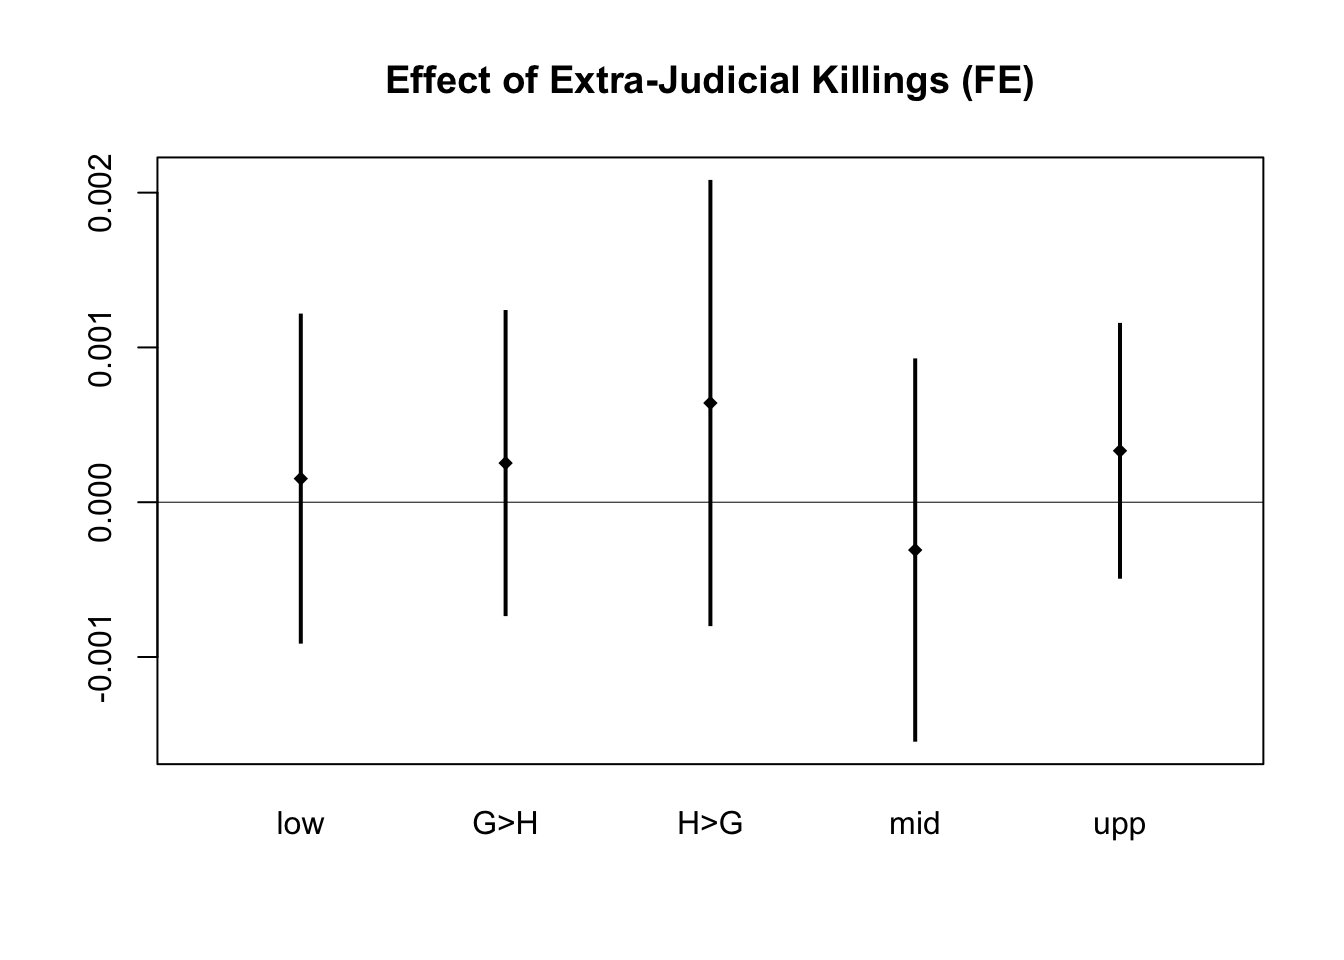 Effect of Extra-Judicial Killings (FE)
0.002
0.001
0.000
-0.001
low G>H H>G mid upp